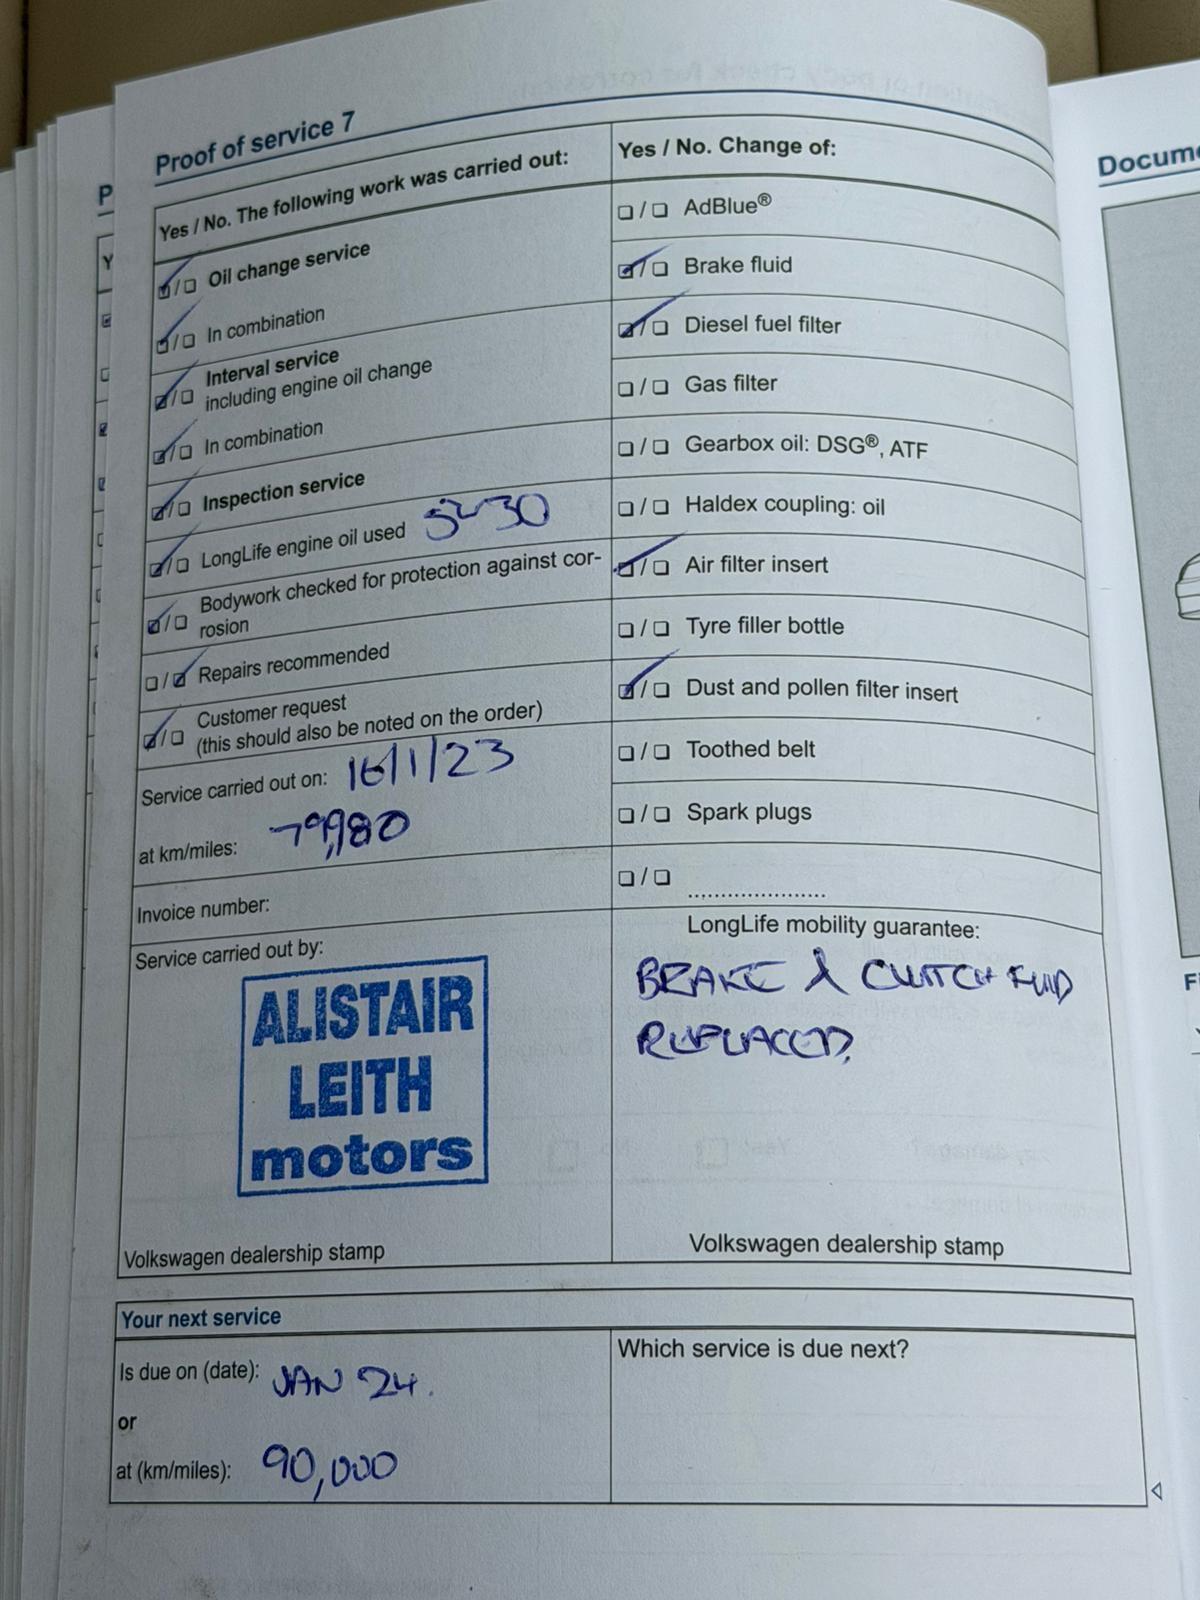 Proof of service 7
Yes / No. The following work was carried out:
Oil change service
In combination
Interval service
including engine oil change
In combination
Inspection service
LongLife engine oil used 5W30
Bodywork checked for protection against cor-
rosion
Repairs recommended
Customer request
(this should also be noted on the order)
Service carried out on: 16/1/23
at km/miles: 79,980
Invoice number:
Service carried out by:
ALISTAIR
LEITH
motors
Volkswagen dealership stamp
Yes / No. Change of:
AdBlue®
Brake fluid
Diesel fuel filter
Gas filter
Gearbox oil: DSG®, ATF
Haldex coupling: oil
Air filter insert
Tyre filler bottle
Dust and pollen filter insert
Toothed belt
Spark plugs
....................
LongLife mobility guarantee:
BRAKE & CLUTCH FLUID
REPLACED.
Volkswagen dealership stamp
Your next service
Is due on (date): JAN 24.
or
at (km/miles): 90,000
Which service is due next?
P
Y
Docume